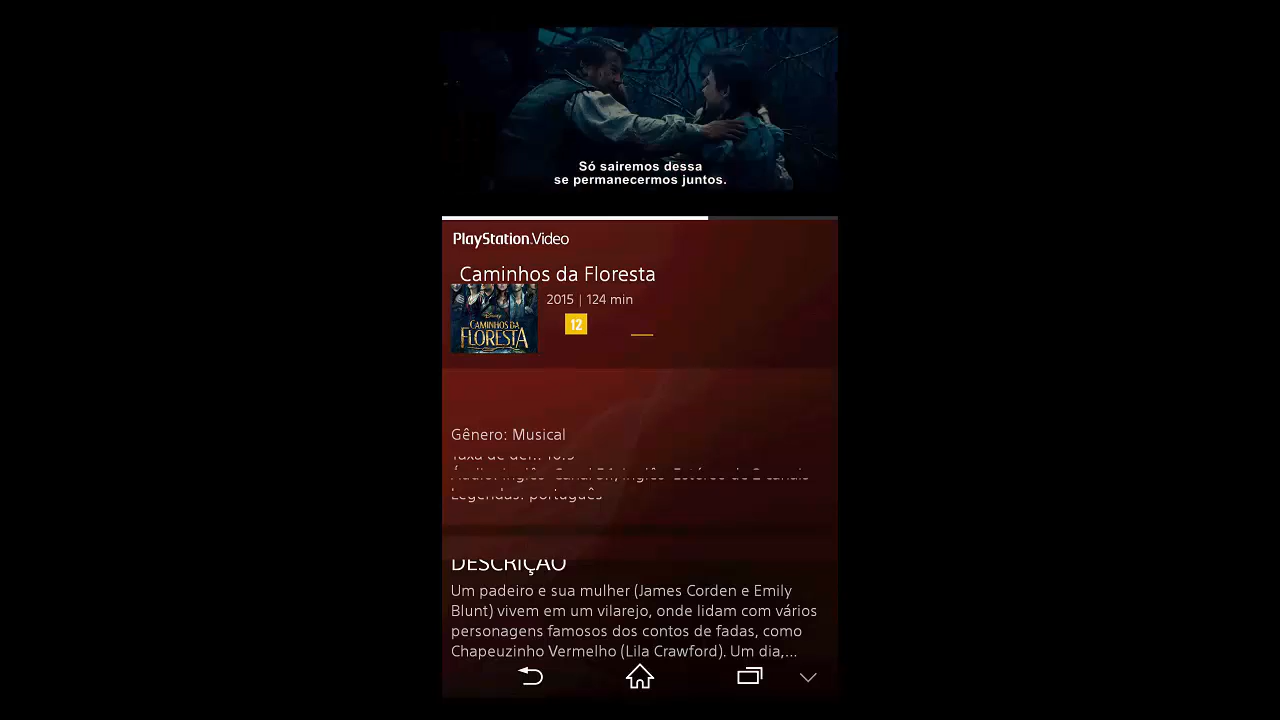 Só sairemos dessa
se permanecermos juntos.
PlayStation.Video
Caminhos da Floresta
2015 | 124 min
12
Disney
CAMINHOS DA
FLORESTA
Gênero: Musical
Legendas: português
DESCRIÇÃO
Um padeiro e sua mulher (James Corden e Emily
Blunt) vivem em um vilarejo, onde lidam com vários
personagens famosos dos contos de fadas, como
Chapeuzinho Vermelho (Lila Crawford). Um dia,...